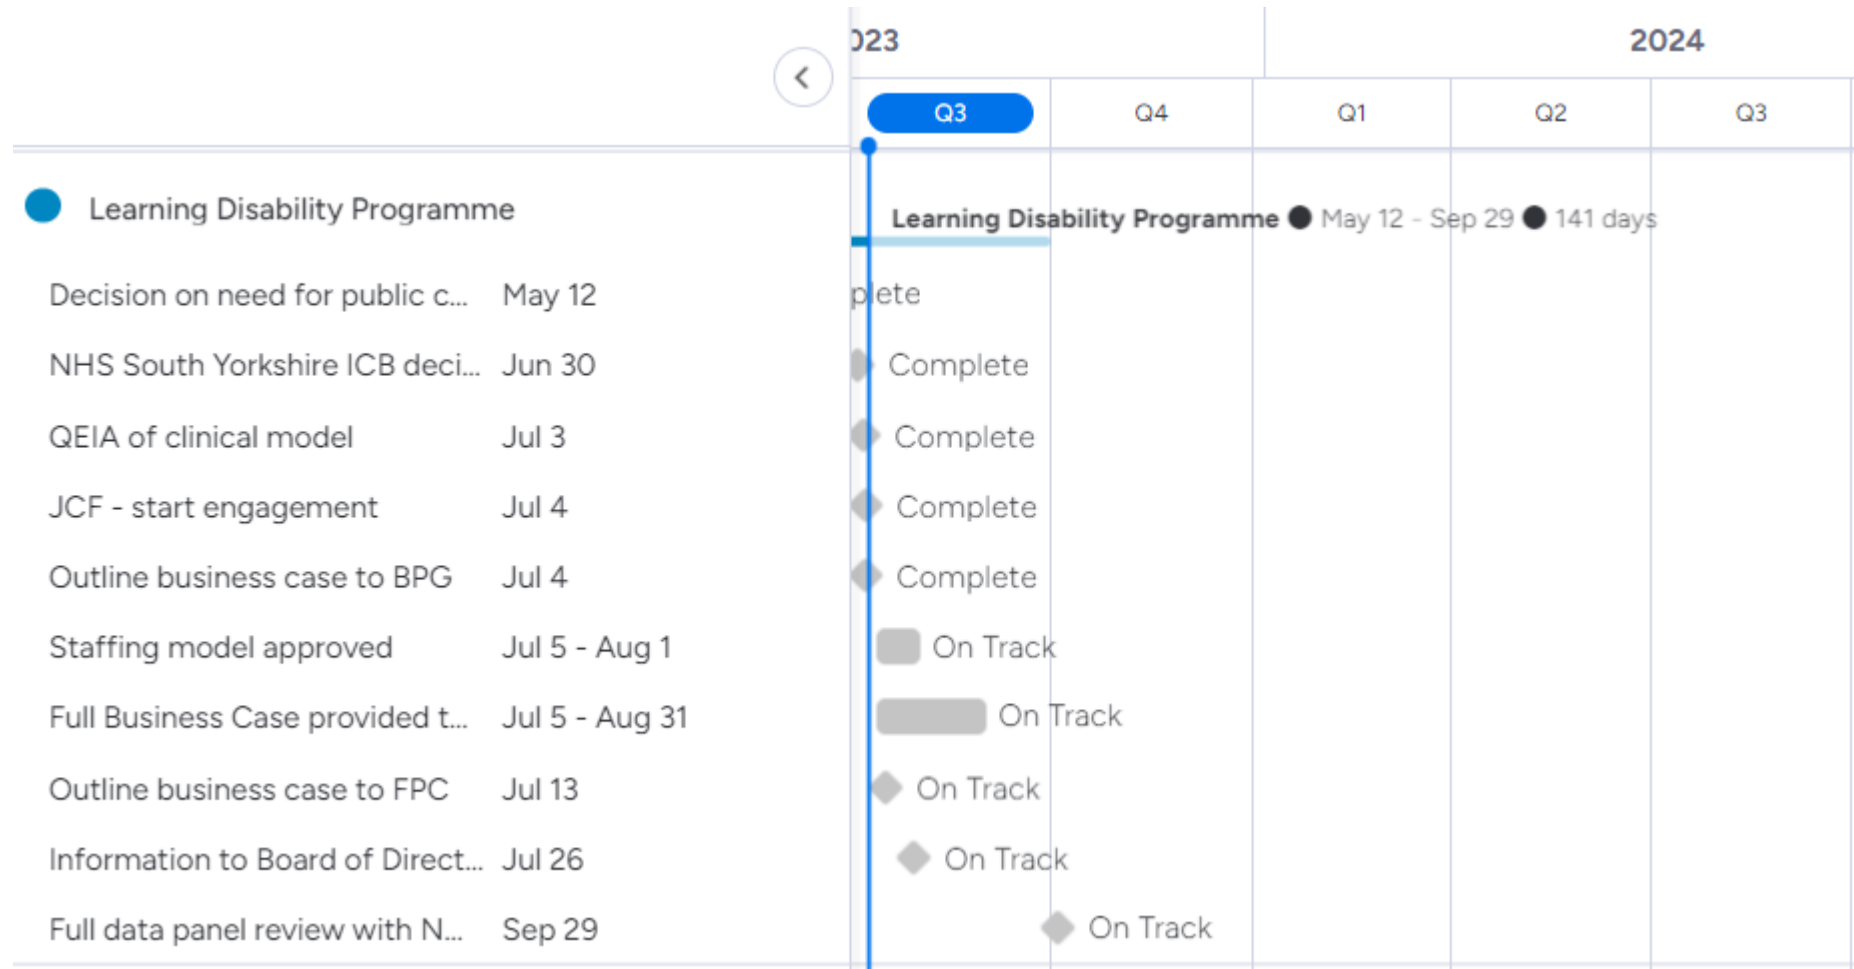 023 2024
Q3 Q4 Q1 Q2 Q3
Learning Disability Programme
Learning Disability Programme ● May 12 - Sep 29 ● 141 days
Decision on need for public c... May 12 plete
NHS South Yorkshire ICB deci... Jun 30 Complete
QEIA of clinical model Jul 3 Complete
JCF - start engagement Jul 4 Complete
Outline business case to BPG Jul 4 Complete
Staffing model approved Jul 5 - Aug 1 On Track
Full Business Case provided t... Jul 5 - Aug 31 On Track
Outline business case to FPC Jul 13 On Track
Information to Board of Direct... Jul 26 On Track
Full data panel review with N... Sep 29 On Track